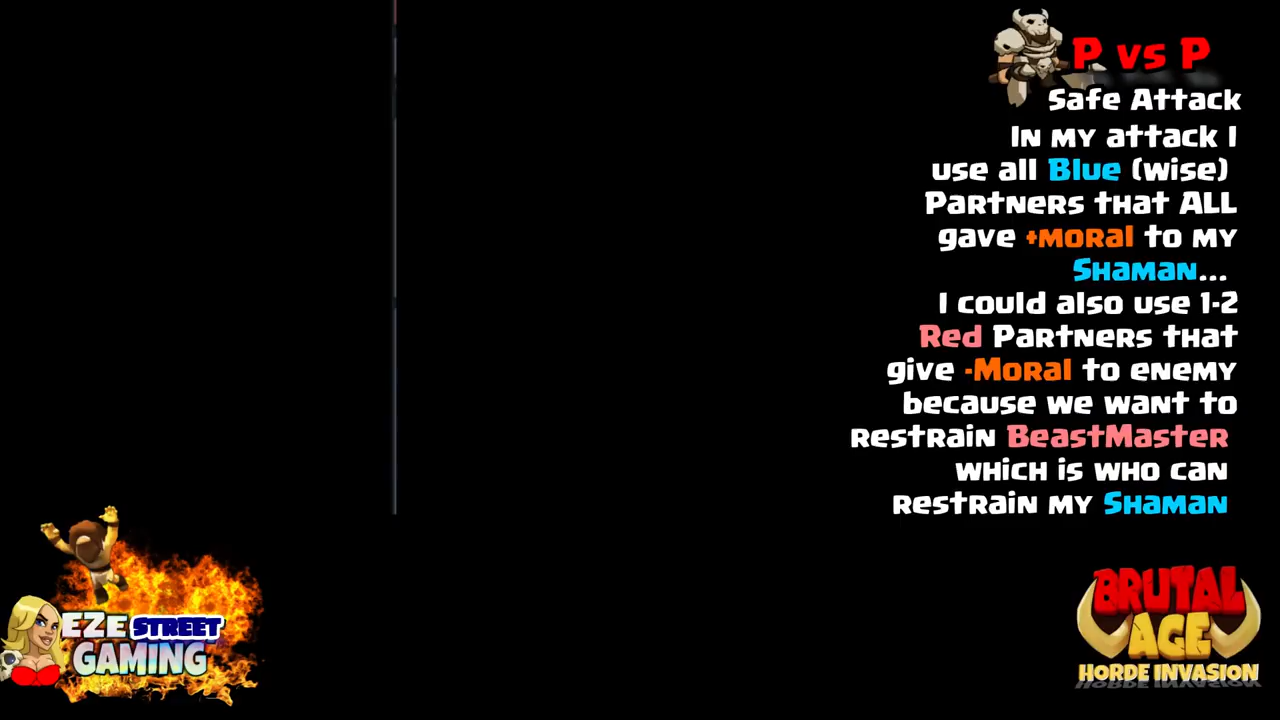 P vs P
Safe Attack
In my attack I
use all Blue (wise)
Partners that ALL
gave +moral to my
Shaman...
I could also use 1-2
Red Partners that
give -Moral to enemy
because we want to
restrain BeastMaster
which is who can
restrain my Shaman
EZE STREET
GAMING
BRUTAL
AGE
HORDE INVASION